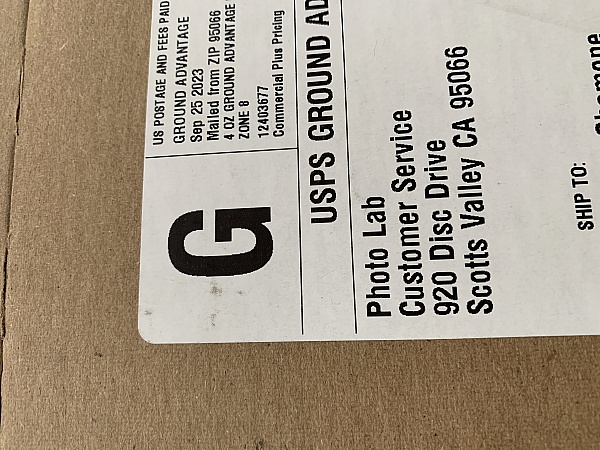 US POSTAGE AND FEES PAID
GROUND ADVANTAGE
Sep 25 2023
Mailed from ZIP 95066
4 OZ GROUND ADVANTAGE
ZONE 8
12403677
Commercial Plus Pricing
G
USPS GROUND AD
Photo Lab
Customer Service
920 Disc Drive
Scotts Valley CA 95066
SHIP TO: